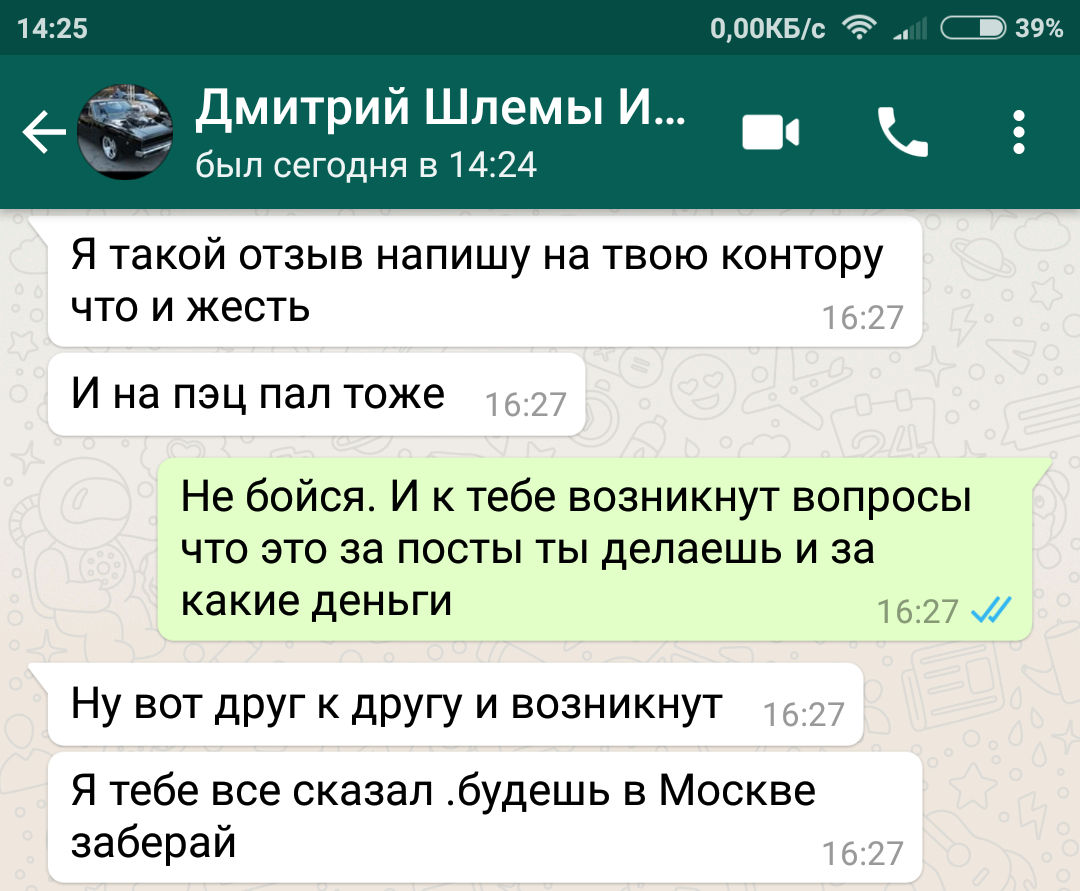 14:25 0,00КБ/с 39%
Дмитрий Шлемы И...
был сегодня в 14:24
Я такой отзыв напишу на твою контору
что и жесть
16:27
И на пэц пал тоже 16:27
Не бойся. И к тебе возникнут вопросы
что это за посты ты делаешь и за
какие деньги
16:27
Ну вот друг к другу и возникнут 16:27
Я тебе все сказал .будешь в Москве
заберай
16:27